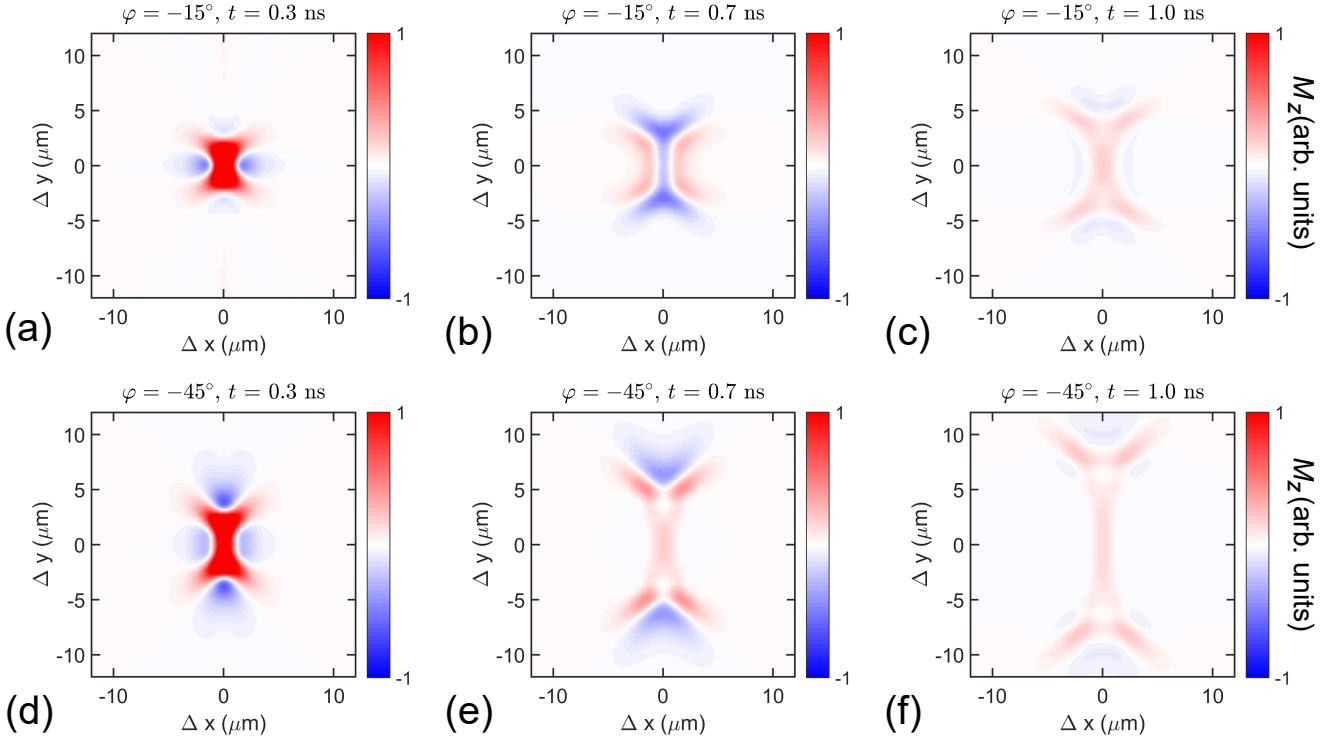 φ = −15°, t = 0.3 ns
φ = −15°, t = 0.7 ns
φ = −15°, t = 1.0 ns
10
5
0
-5
-10
Δ y (μm)
-10 0 10
Δ x (μm)
1
-1
(a)
10
5
0
-5
-10
Δ y (μm)
-10 0 10
Δ x (μm)
1
-1
(b)
10
5
0
-5
-10
Δ y (μm)
-10 0 10
Δ x (μm)
1
-1
M z(arb. units)
(c)
φ = −45°, t = 0.3 ns
φ = −45°, t = 0.7 ns
φ = −45°, t = 1.0 ns
10
5
0
-5
-10
Δ y (μm)
-10 0 10
Δ x (μm)
1
-1
(d)
10
5
0
-5
-10
Δ y (μm)
-10 0 10
Δ x (μm)
1
-1
(e)
10
5
0
-5
-10
Δ y (μm)
-10 0 10
Δ x (μm)
1
-1
Mz(arb. units)
(f)